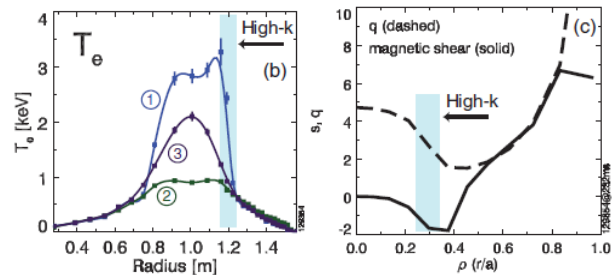 Te
High-k
(b)
Te [keV]
4
3
2
1
0
①
③
②
0.4 0.6 0.8 1.0 1.2 1.4
Radius [m]
129354
(c)
q (dashed)
magnetic shear (solid)
High-k
s, q
10
8
6
4
2
0
-2
0.0 0.2 0.4 0.6 0.8 1.0
ρ (r/a)